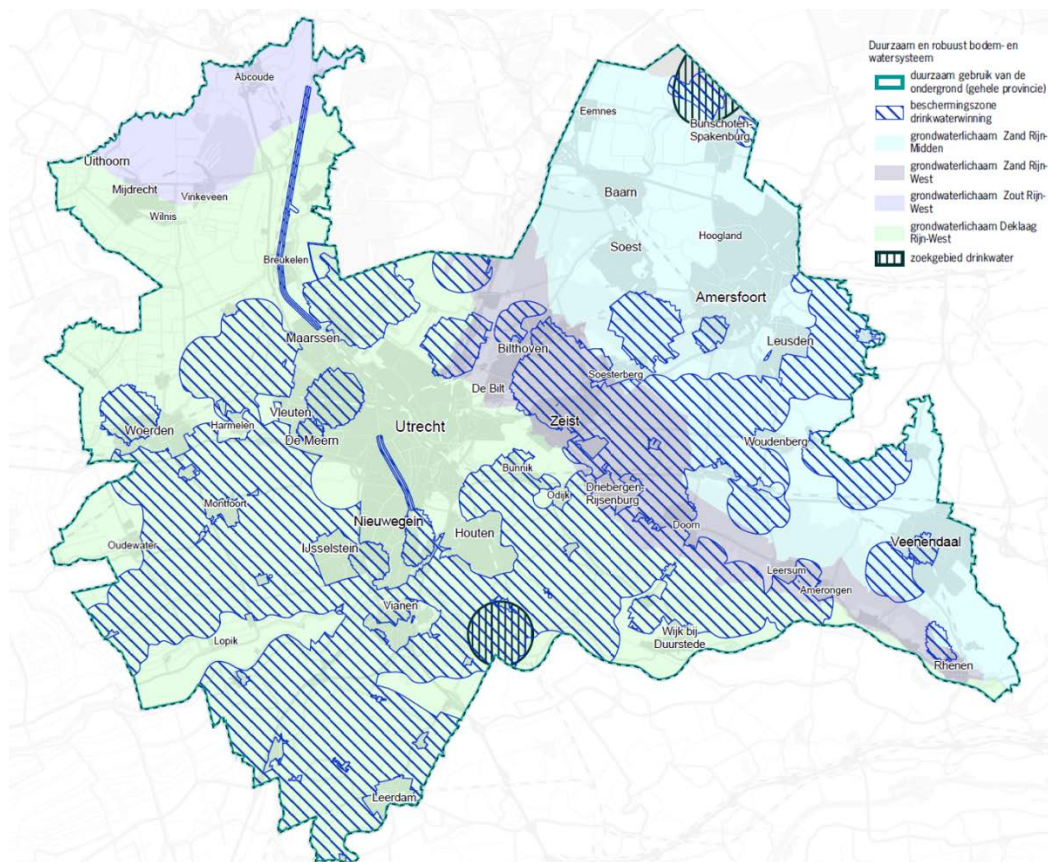 Duurzaam en robuust bodem- en
watersysteem
duurzaam gebruik van de
ondergrond (gehele provincie)
beschermingszone
drinkwaterwinning
grondwaterlichaam Zand Rijn-
Midden
grondwaterlichaam Zand Rijn-
West
grondwaterlichaam Zout Rijn-
West
grondwaterlichaam Deklaag
Rijn-West
zoekgebied drinkwater
Abcoude
Eemnes
Bunschoten-
Spakenburg
Uithoorn
Mijdrecht
Vinkeveen
Wilnis
Baarn
Hoogland
Soest
Breukelen
Amersfoort
Maarssen
Leusden
Bilthoven
Soesterberg
De Bilt
Vleuten
Zeist
Harmelen
Utrecht
Woerden
De Meern
Woudenberg
Bunnik
Driebergen-
Rijsenburg
Odijk
Montfoort
Nieuwegein
Doorn
Houten
Veenendaal
Oudewater
IJsselstein
Leersum
Amerongen
Vianen
Lopik
Wijk bij-
Duurstede
Rhenen
Leerdam